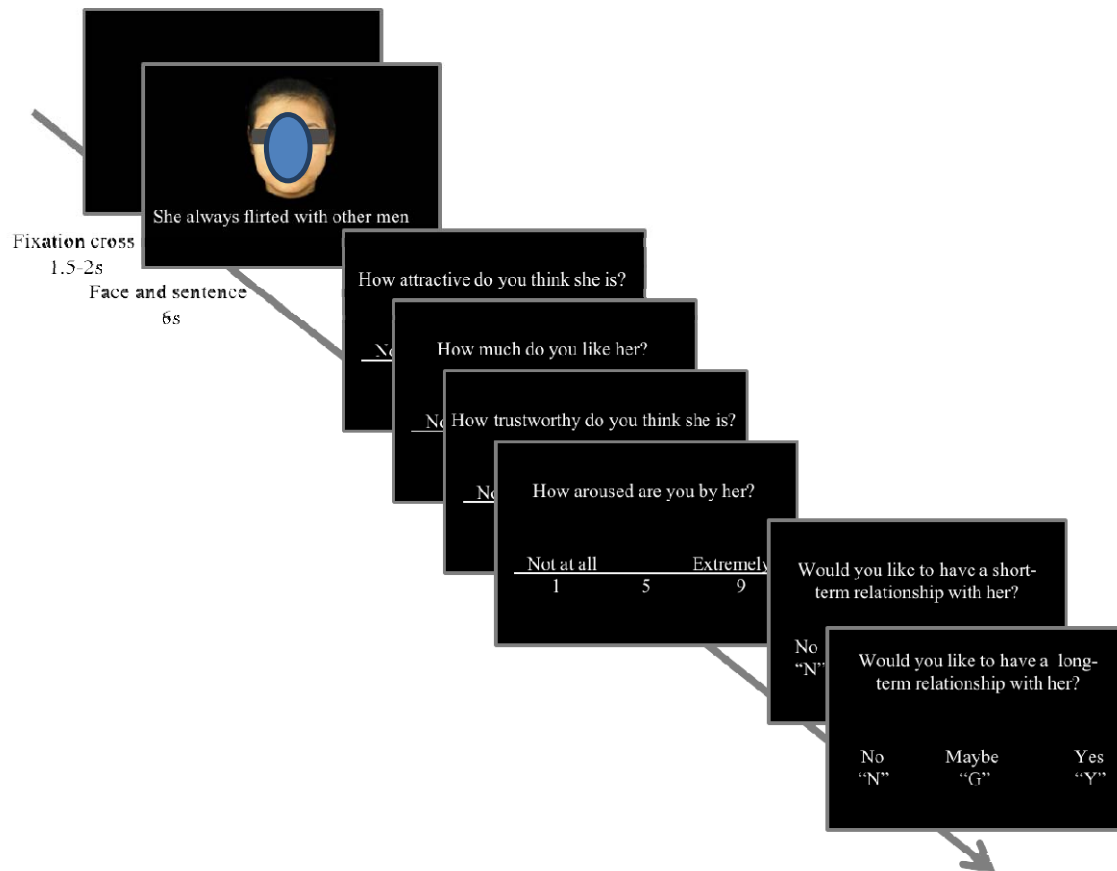 She always flirted with other men
Fixation cross
1.5-2s
Face and sentence
6s
How attractive do you think she is?
How much do you like her?
How trustworthy do you think she is?
How aroused are you by her?
Not at all
Extremely
1
5
9
Would you like to have a short-
term relationship with her?
No
“N”
Would you like to have a long-
term relationship with her?
No
Maybe
Yes
“N”
“G”
“Y”